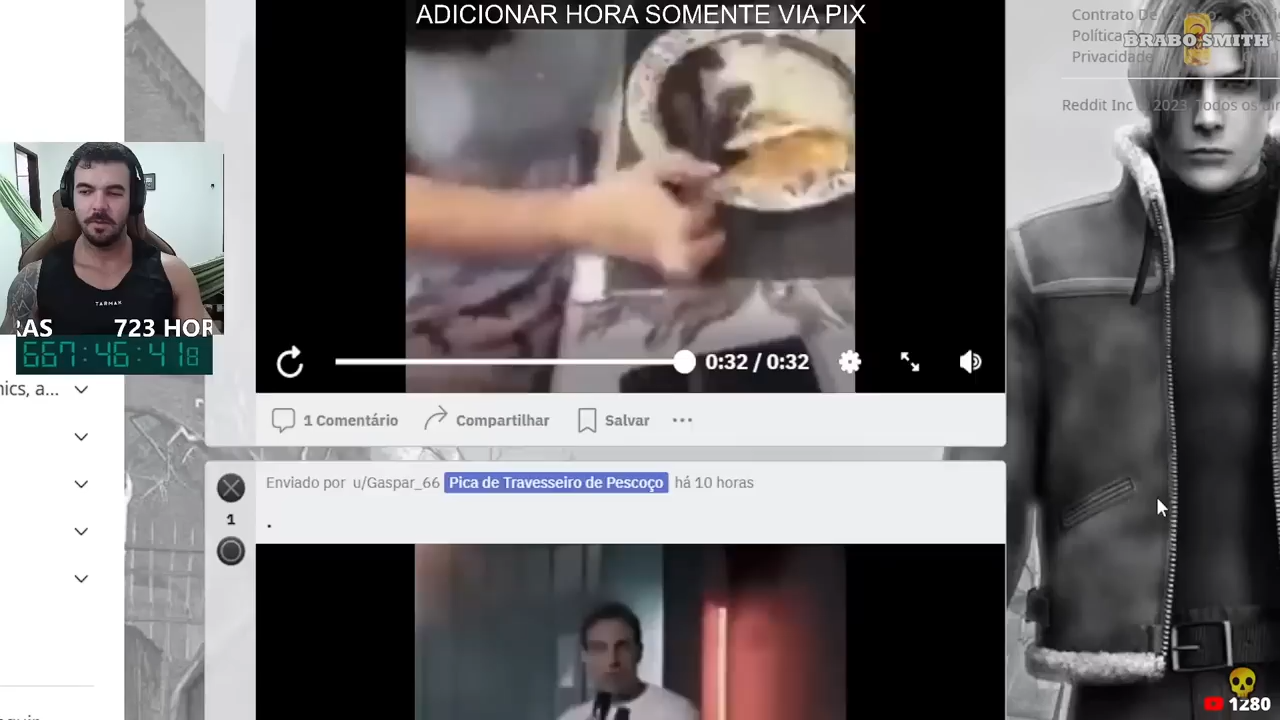 ADICIONAR HORA SOMENTE VIA PIX
Contrato De
Política
Privacidade
BRABO SMITH
Reddit Inc © 2023. Todos os
TARMAX
723 HOR
667:46:418
0:32 / 0:32
1 Comentário
Compartilhar
Salvar
Enviado por u/Gaspar_66 Pica de Travesseiro de Pescoço há 10 horas
1
.
1280